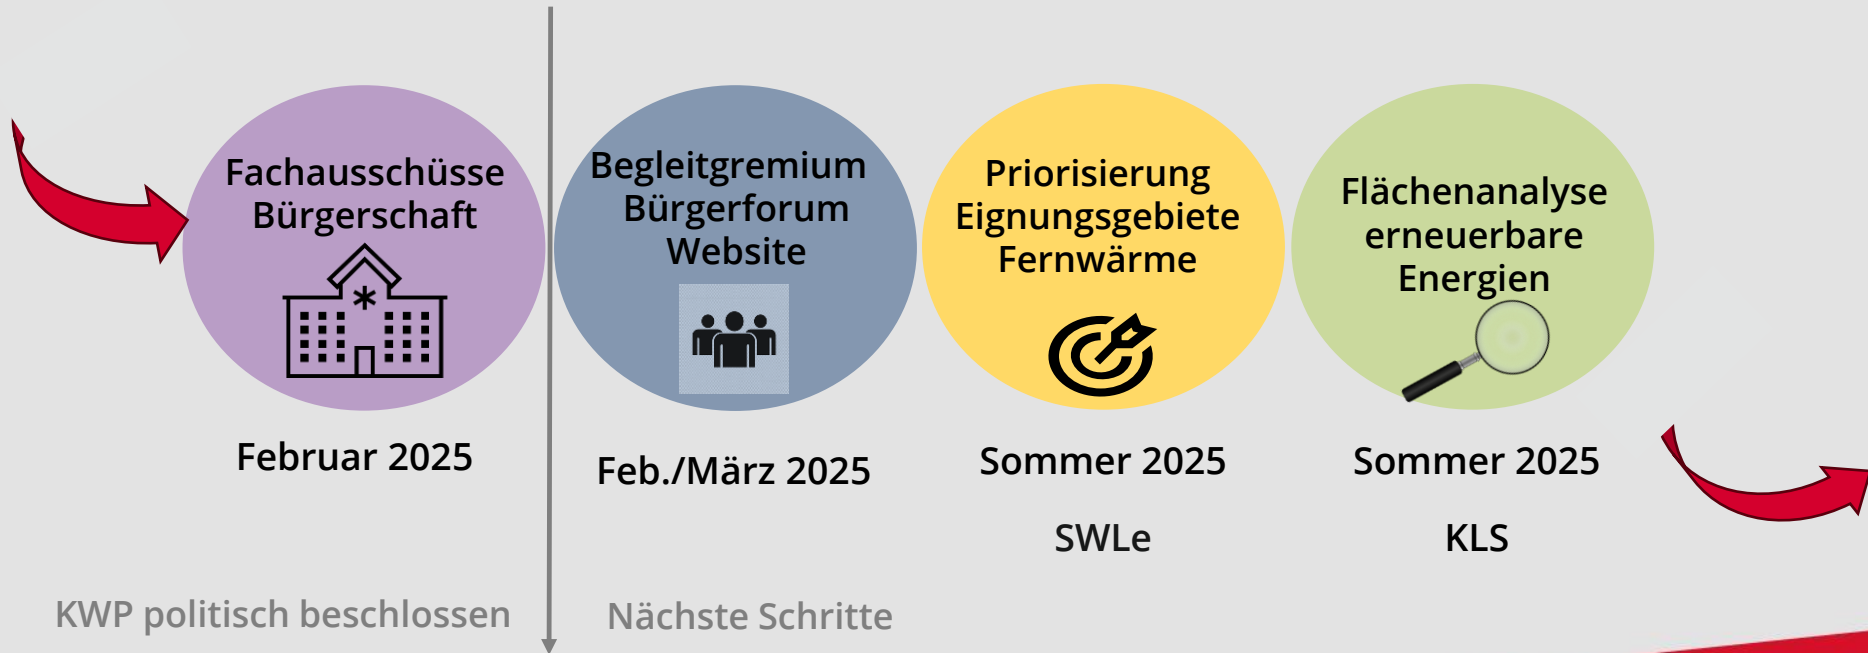 Fachausschüsse
Bürgerschaft
Februar 2025
Begleitgremium
Bürgerforum
Website
Feb./März 2025
Priorisierung
Eignungsgebiete
Fernwärme
Sommer 2025
SWLe
Flächenanalyse
erneuerbare
Energien
Sommer 2025
KLS
KWP politisch beschlossen
Nächste Schritte